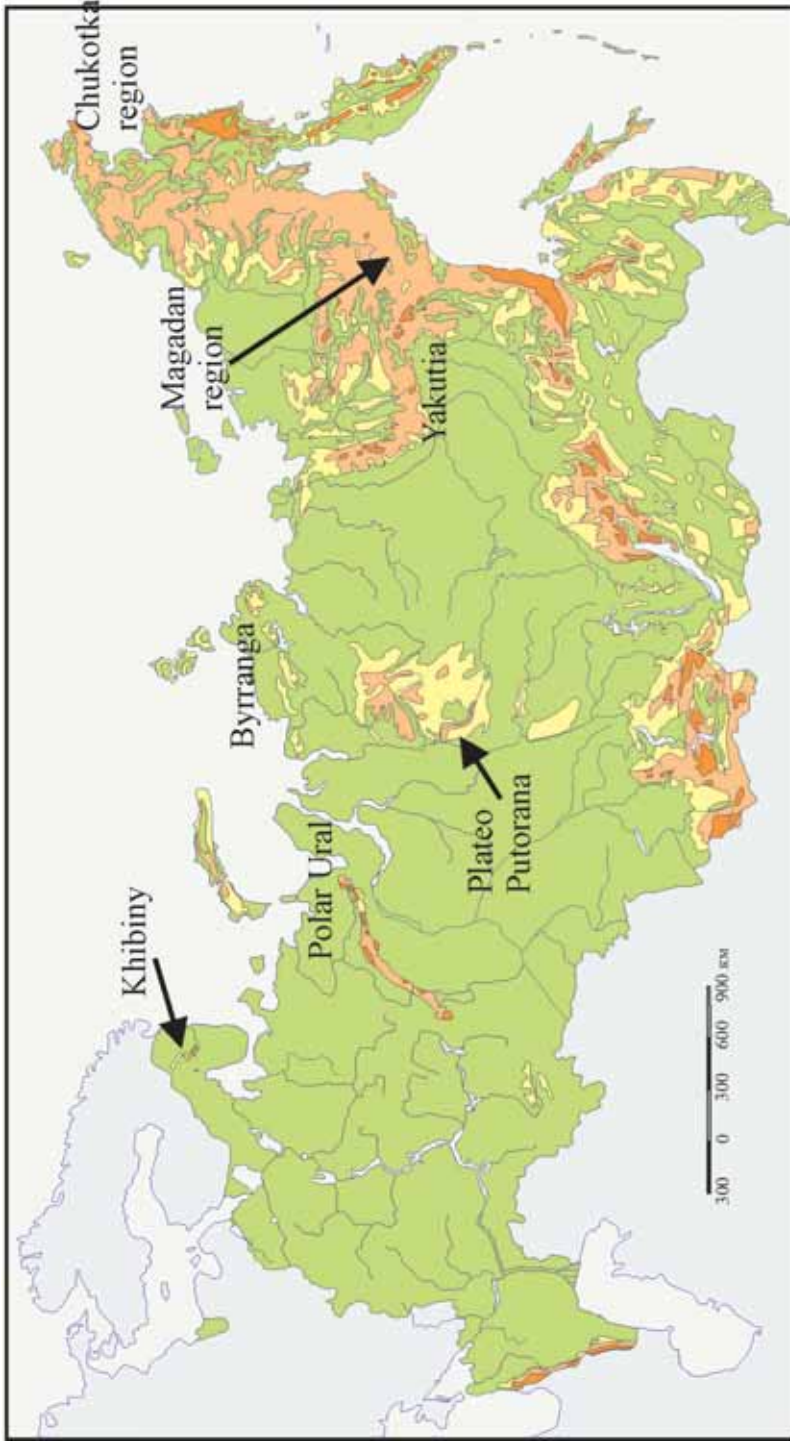 Khibiny
Polar Ural
Byrranga
Plateo
Putorana
Magadan
region
Yakutia
Chukotka
region
300 0 300 600 900 км